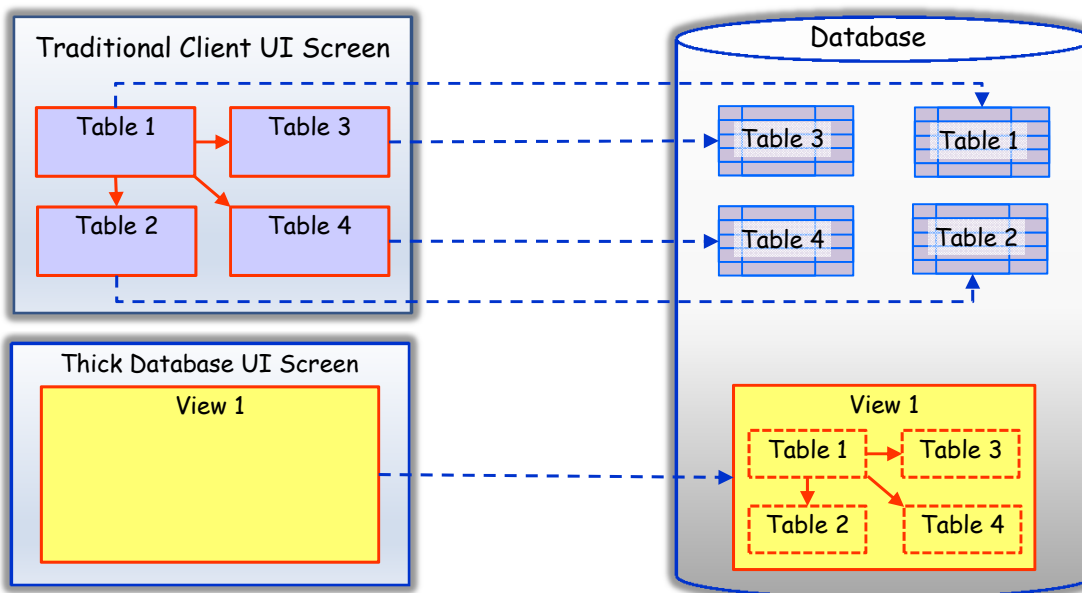 Traditional Client UI Screen
Table 1
Table 3
Table 2
Table 4
Database
Table 3
Table 1
Table 4
Table 2
Thick Database UI Screen
View 1
View 1
Table 1
Table 3
Table 2
Table 4